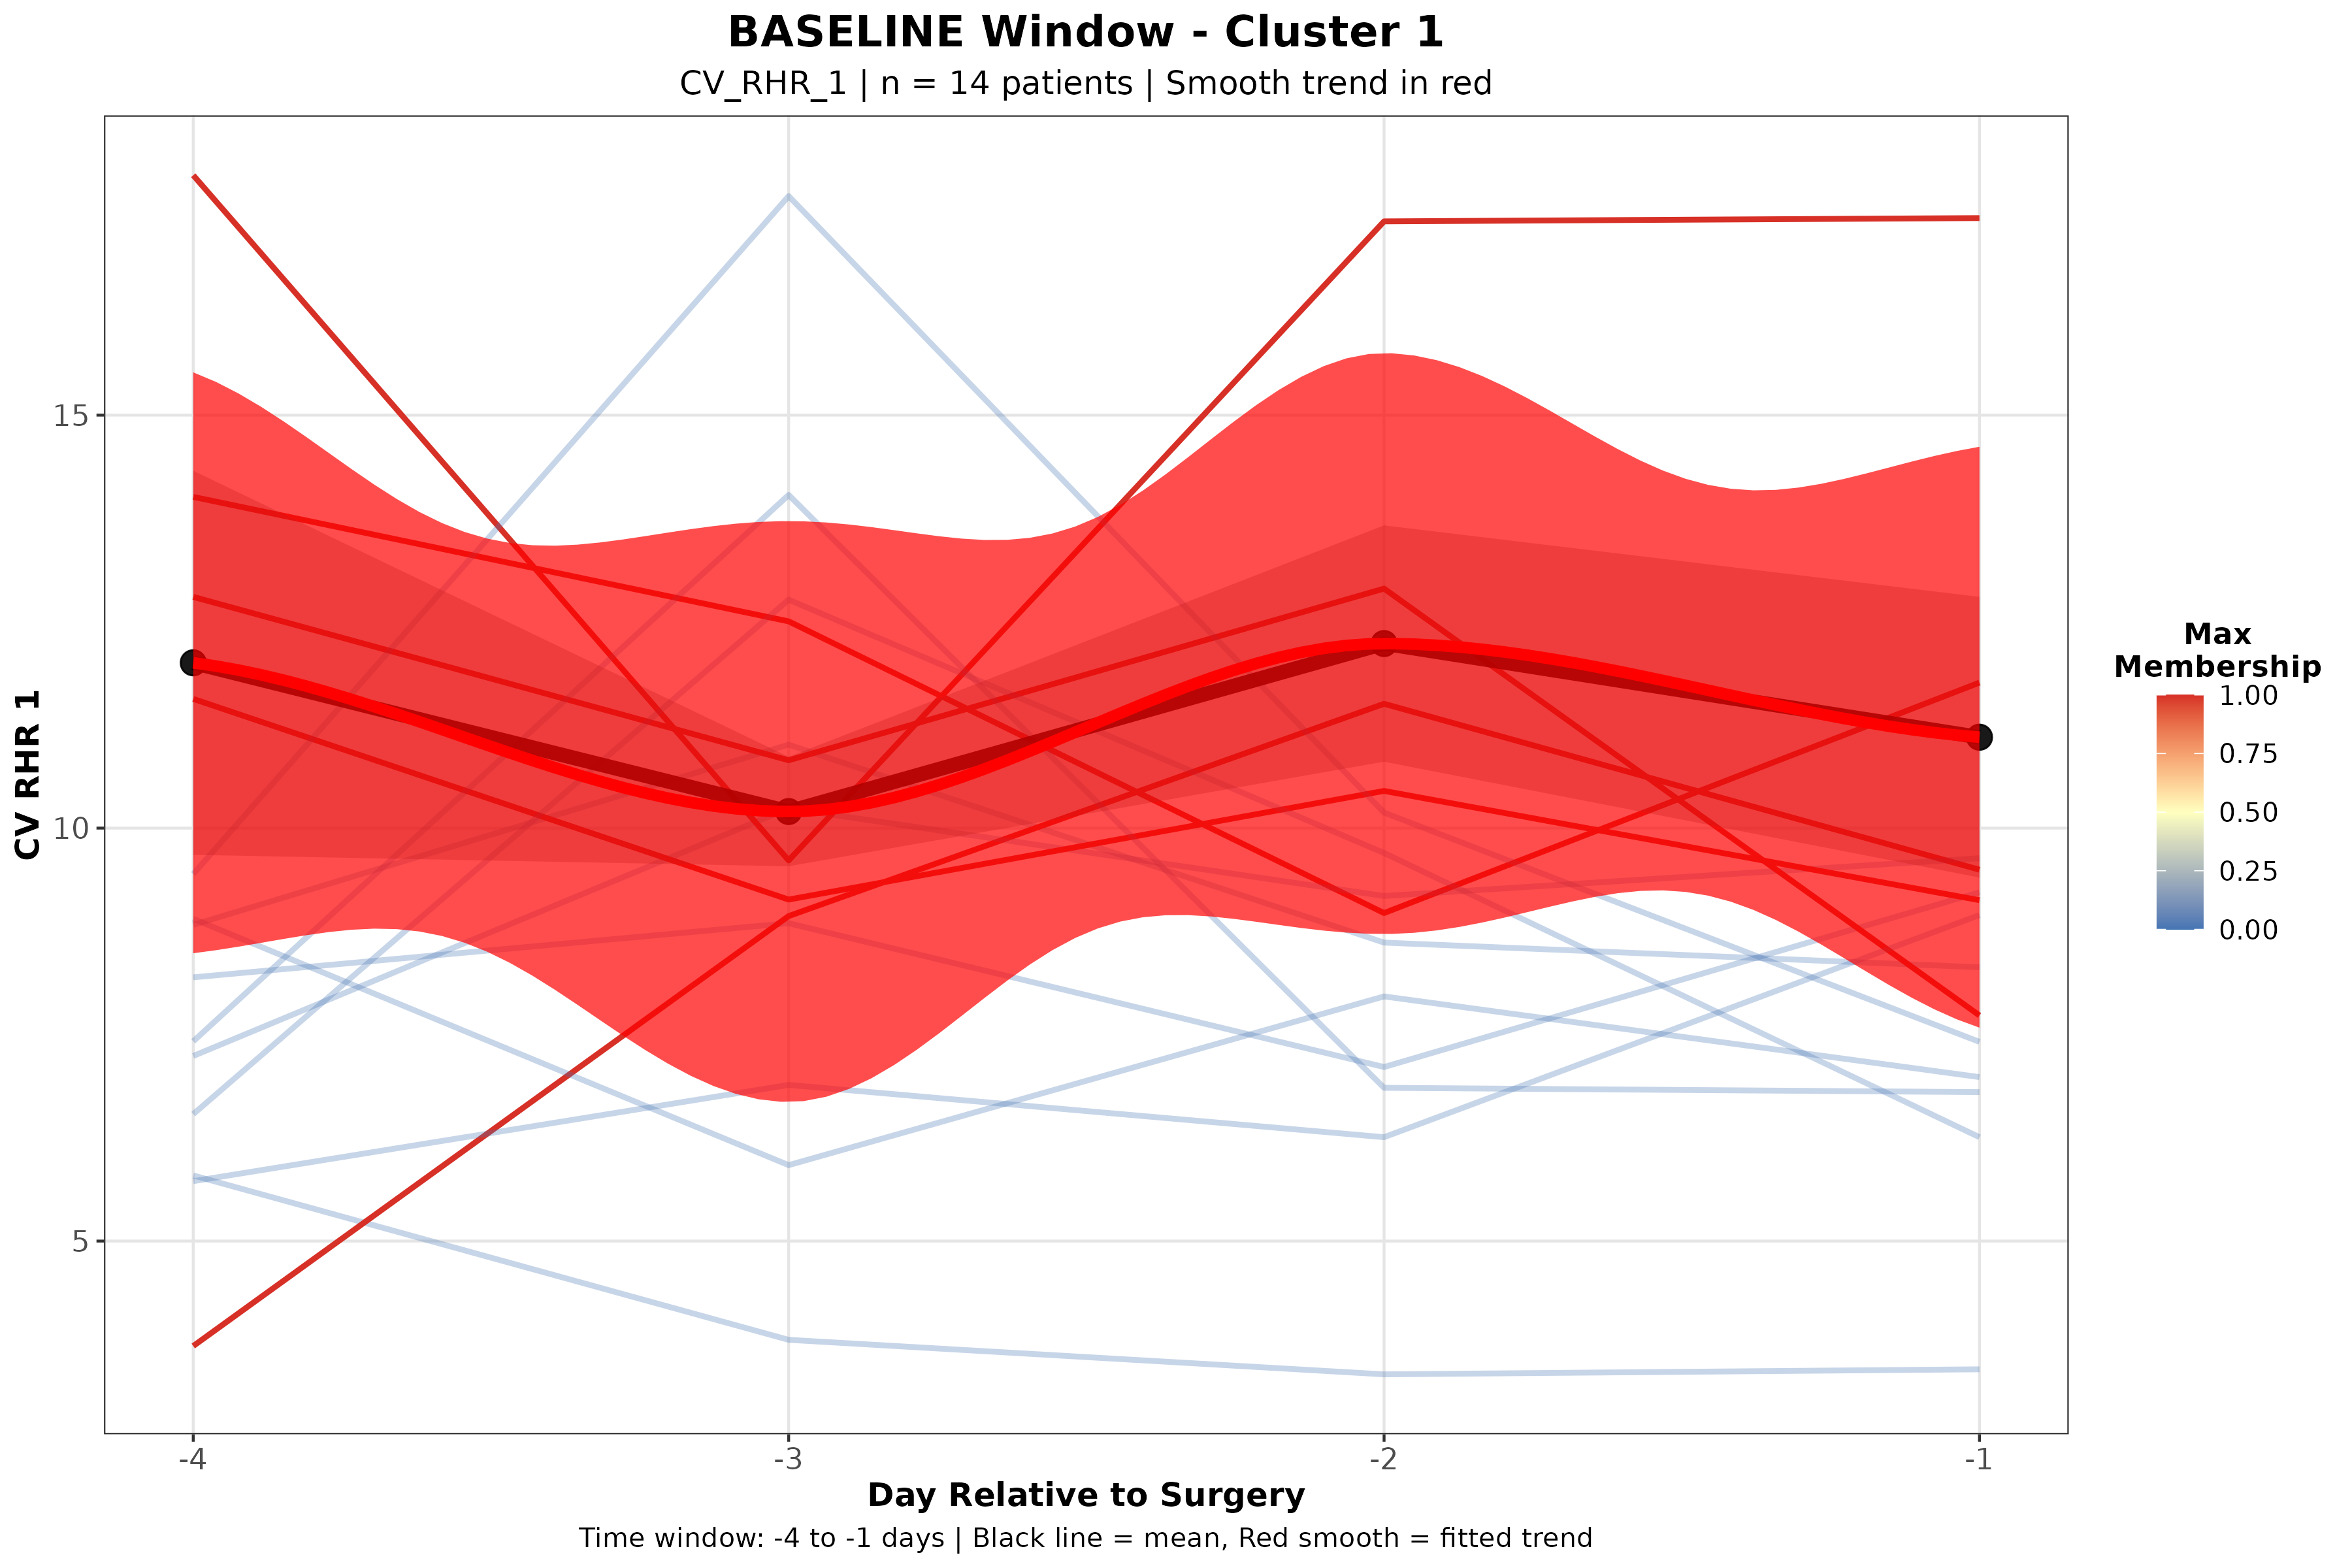 BASELINE Window - Cluster 1
CV_RHR_1 | n = 14 patients | Smooth trend in red
CV RHR 1
15
10
5
-4
-3
-2
-1
Day Relative to Surgery
Time window: -4 to -1 days | Black line = mean, Red smooth = fitted trend
Max
Membership
1.00
0.75
0.50
0.25
0.00